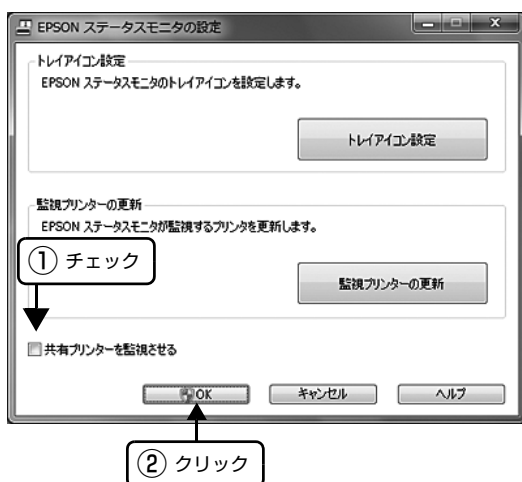 EPSON ステータスモニタの設定
トレイアイコン設定
EPSON ステータスモニタのトレイアイコンを設定します。
トレイアイコン設定
監視プリンターの更新
EPSON ステータスモニタが監視するプリンタを更新します。
① チェック
監視プリンターの更新
共有プリンターを監視させる
OK
キャンセル
ヘルプ
② クリック